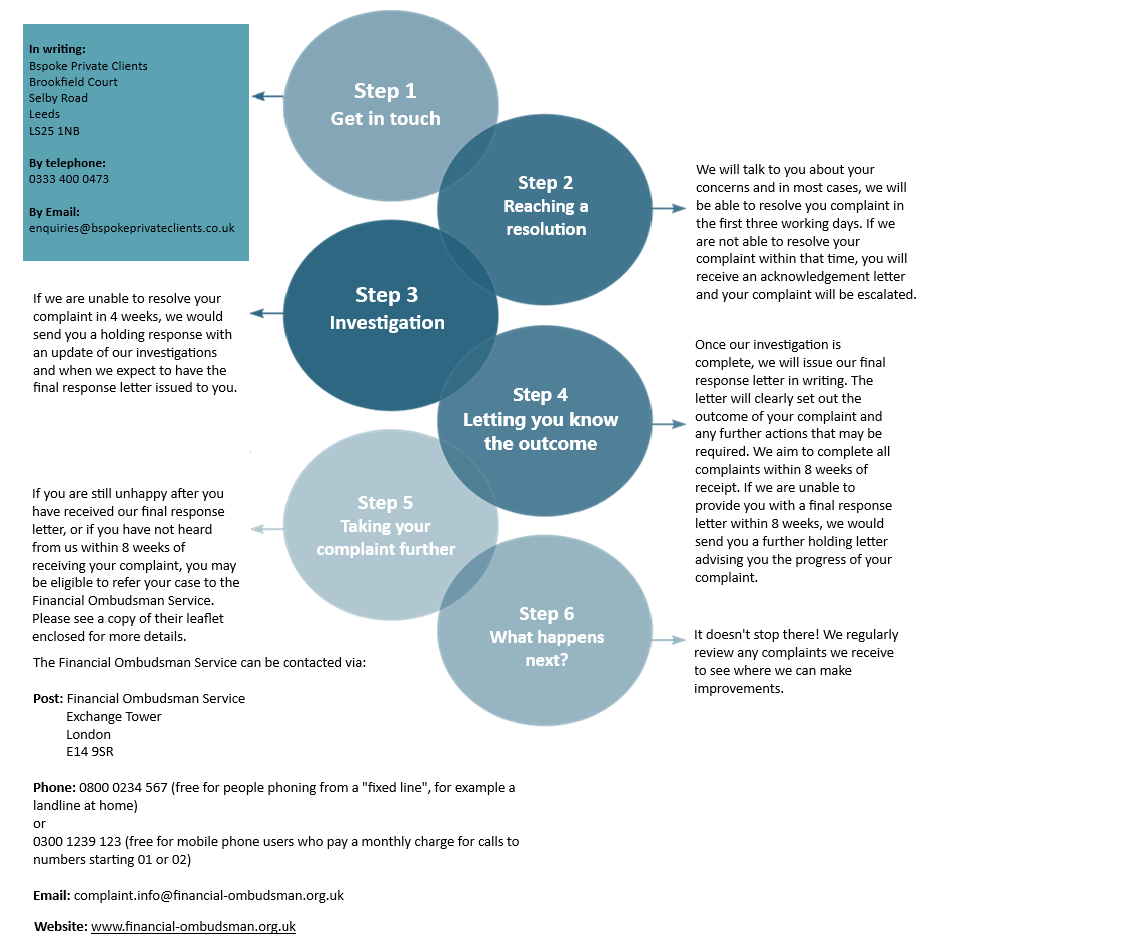 In writing:
Bspoke Private Clients
Brookfield Court
Selby Road
Leeds
LS25 1NB
By telephone:
0333 400 0473
By Email:
enquiries@bspokeprivateclients.co.uk
Step 1
Get in touch
Step 2
Reaching a
resolution
We will talk to you about your
concerns and in most cases, we will
be able to resolve you complaint in
the first three working days. If we
are not able to resolve your
complaint within that time, you will
receive an acknowledgement letter
and your complaint will be escalated.
Step 3
Investigation
If we are unable to resolve your
complaint in 4 weeks, we would
send you a holding response with
an update of our investigations
and when we expect to have the
final response letter issued to you.
Step 4
Letting you know
the outcome
Once our investigation is
complete, we will issue our final
response letter in writing. The
letter will clearly set out the
outcome of your complaint and
any further actions that may be
required. We aim to complete all
complaints within 8 weeks of
receipt. If we are unable to
provide you with a final response
letter within 8 weeks, we would
send you a further holding letter
advising you the progress of your
complaint.
Step 5
Taking your
complaint further
If you are still unhappy after you
have received our final response
letter, or if you have not heard
from us within 8 weeks of
receiving your complaint, you may
be eligible to refer your case to the
Financial Ombudsman Service.
Please see a copy of their leaflet
enclosed for more details.
Step 6
What happens
next?
It doesn't stop there! We regularly
review any complaints we receive
to see where we can make
improvements.
The Financial Ombudsman Service can be contacted via:
Post: Financial Ombudsman Service
Exchange Tower
London
E14 9SR
Phone: 0800 0234 567 (free for people phoning from a "fixed line", for example a
landline at home)
or
0300 1239 123 (free for mobile phone users who pay a monthly charge for calls to
numbers starting 01 or 02)
Email: complaint.info@financial-ombudsman.org.uk
Website: www.financial-ombudsman.org.uk